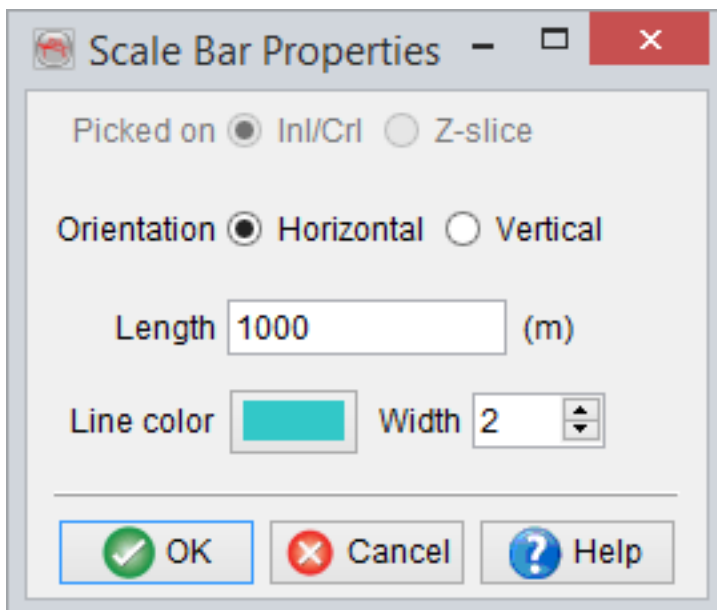 Scale Bar Properties
Picked on Inl/Crl Z-slice
Orientation Horizontal Vertical
Length 1000 (m)
Line color Width 2
OK Cancel Help